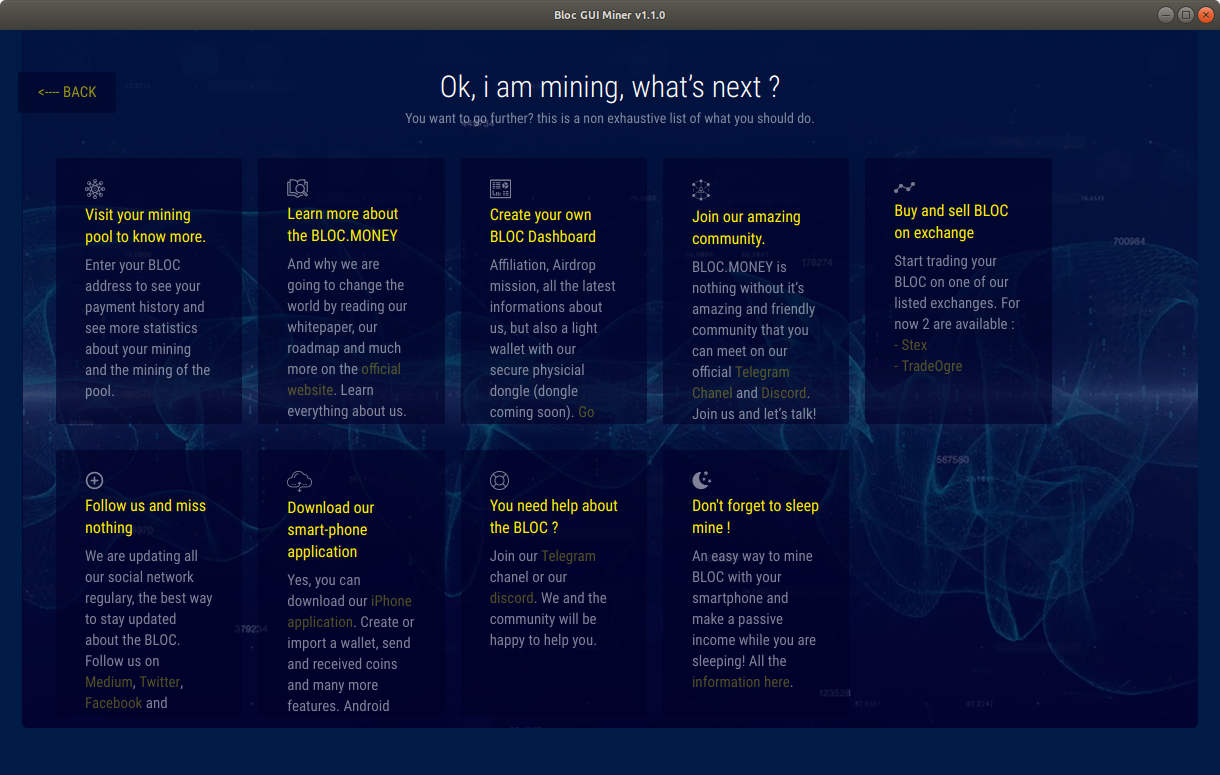 Bloc GUI Miner v1.1.0
<---- BACK
Ok, i am mining, what's next ?
You want to go further? this is a non exhaustive list of what you should do.
Visit your mining
pool to know more.
Enter your BLOC
address to see your
payment history and
see more statistics
about your mining
and the mining of the
pool.
Learn more about
the BLOC.MONEY
And why we are
going to change the
world by reading our
whitepaper, our
roadmap and much
more on the official
website. Learn
everything about us.
Create your own
BLOC Dashboard
Affiliation, Airdrop
mission, all the latest
informations about
us, but also a light
wallet with our
secure physicial
dongle (dongle
coming soon). Go
Join our amazing
community.
BLOC.MONEY is
nothing without it's
amazing and friendly
community that you
can meet on our
official Telegram
Chanel and Discord.
Join us and let's talk!
Buy and sell BLOC
on exchange
Start trading your
BLOC on one of our
listed exchanges. For
now 2 are available :
- Stex
- TradeOgre
Follow us and miss
nothing
We are updating all
our social network
regulary, the best way
to stay updated
about the BLOC.
Follow us on
Medium, Twitter,
Facebook and
Download our
smart-phone
application
Yes, you can
download our iPhone
application. Create or
import a wallet, send
and received coins
and many more
features. Android
You need help about
the BLOC ?
Join our Telegram
chanel or our
discord. We and the
community will be
happy to help you.
Don't forget to sleep
mine !
An easy way to mine
BLOC with your
smartphone and
make a passive
income while you are
sleeping! All the
information here.
700984
170274
567560
379234
123528